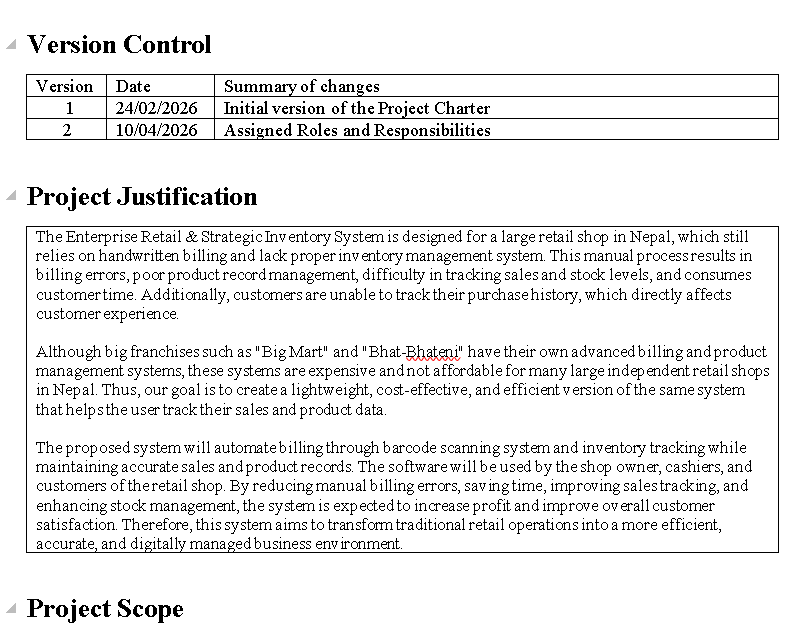 Version Control
Version Date Summary of changes
1 24/02/2026 Initial version of the Project Charter
2 10/04/2026 Assigned Roles and Responsibilities
Project Justification
The Enterprise Retail & Strategic Inventory System is designed for a large retail shop in Nepal, which still
relies on handwritten billing and lack proper inventory management system. This manual process results in
billing errors, poor product record management, difficulty in tracking sales and stock levels, and consumes
customer time. Additionally, customers are unable to track their purchase history, which directly affects
customer experience.
Although big franchises such as "Big Mart" and "Bhat-Bhateni" have their own advanced billing and product
management systems, these systems are expensive and not affordable for many large independent retail shops
in Nepal. Thus, our goal is to create a lightweight, cost-effective, and efficient version of the same system
that helps the user track their sales and product data.
The proposed system will automate billing through barcode scanning system and inventory tracking while
maintaining accurate sales and product records. The software will be used by the shop owner, cashiers, and
customers of the retail shop. By reducing manual billing errors, saving time, improving sales tracking, and
enhancing stock management, the system is expected to increase profit and improve overall customer
satisfaction. Therefore, this system aims to transform traditional retail operations into a more efficient,
accurate, and digitally managed business environment.
Project Scope